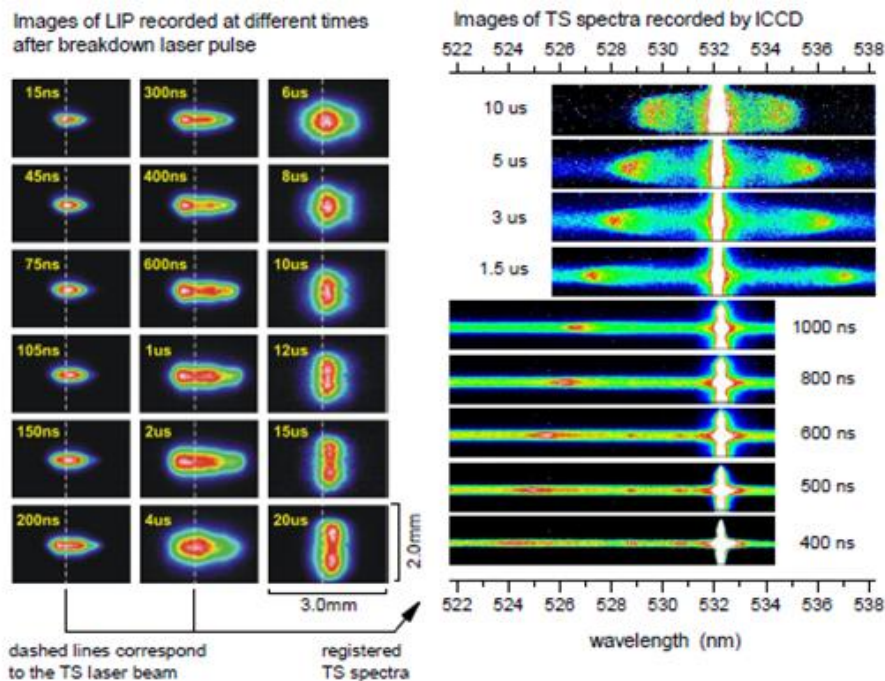 Images of LIP recorded at different times
after breakdown laser pulse
15ns 300ns 6us
45ns 400ns 8us
75ns 600ns 10us
105ns 1us 12us
150ns 2us 15us
200ns 4us 20us
2.0mm
3.0mm
dashed lines correspond
to the TS laser beam
registered
TS spectra
Images of TS spectra recorded by ICCD
522 524 526 528 530 532 534 536 538
10 us
5 us
3 us
1.5 us
1000 ns
800 ns
600 ns
500 ns
400 ns
522 524 526 528 530 532 534 536 538
wavelength (nm)